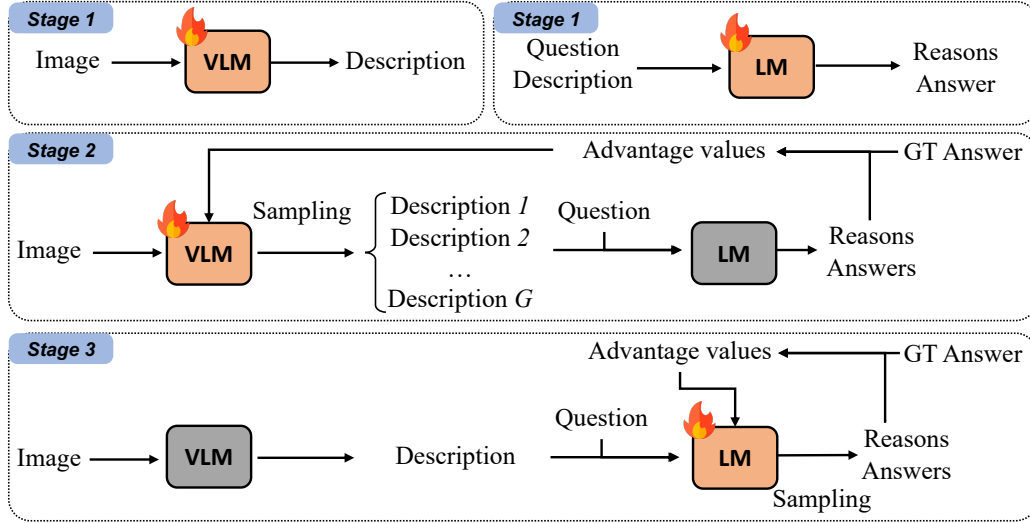 Stage 1
Image
VLM
Description
Stage 1
Question
Description
LM
Reasons
Answer
Stage 2
Advantage values
GT Answer
Image
VLM
Sampling
Description 1
Description 2
...
Description G
Question
LM
Reasons
Answers
Stage 3
Advantage values
GT Answer
Image
VLM
Description
Question
LM
Sampling
Reasons
Answers